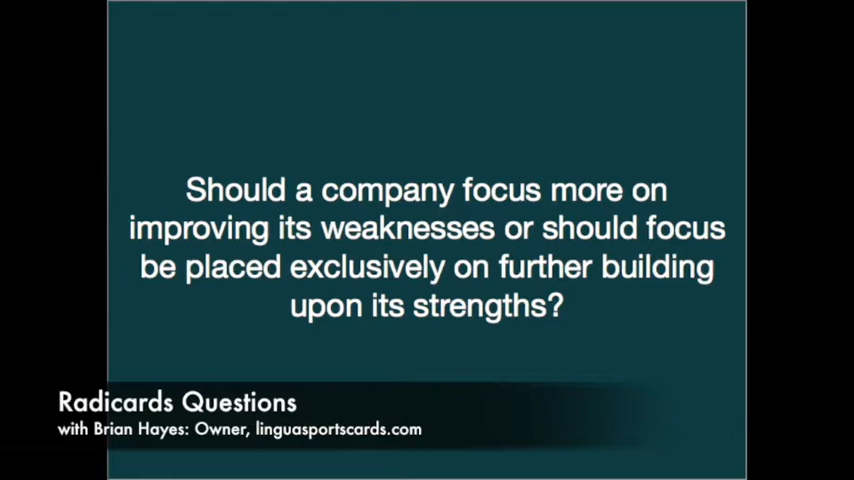 Should a company focus more on
improving its weaknesses or should focus
be placed exclusively on further building
upon its strengths?
Radicards Questions
with Brian Hayes: Owner, linguasportscards.com